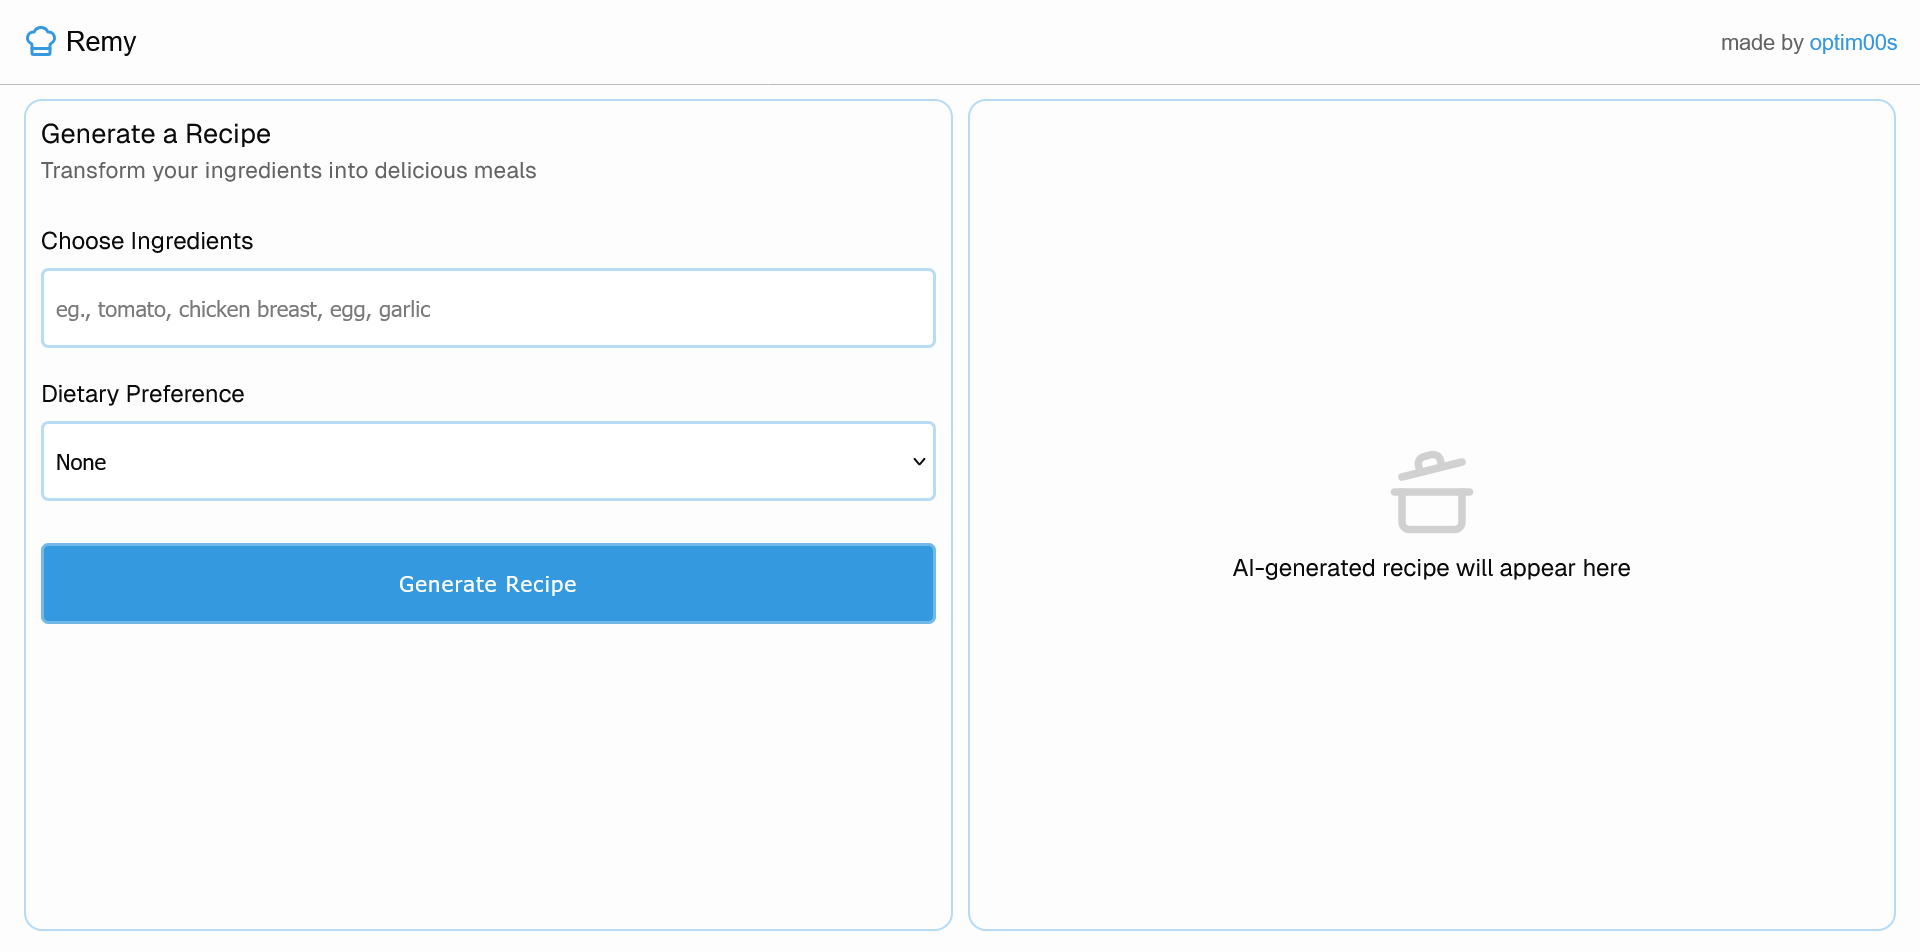 Remy
made by optim00s
Generate a Recipe
Transform your ingredients into delicious meals
Choose Ingredients
eg., tomato, chicken breast, egg, garlic
Dietary Preference
None
Generate Recipe
AI-generated recipe will appear here